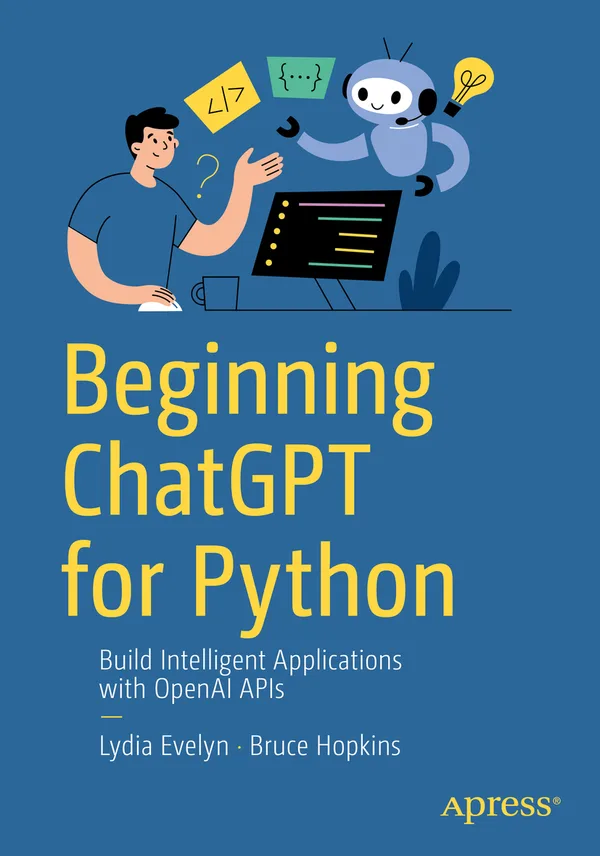 </>
{...}
?
Beginning
ChatGPT
for Python
Build Intelligent Applications
with OpenAI APIs
Lydia Evelyn · Bruce Hopkins
Apress®